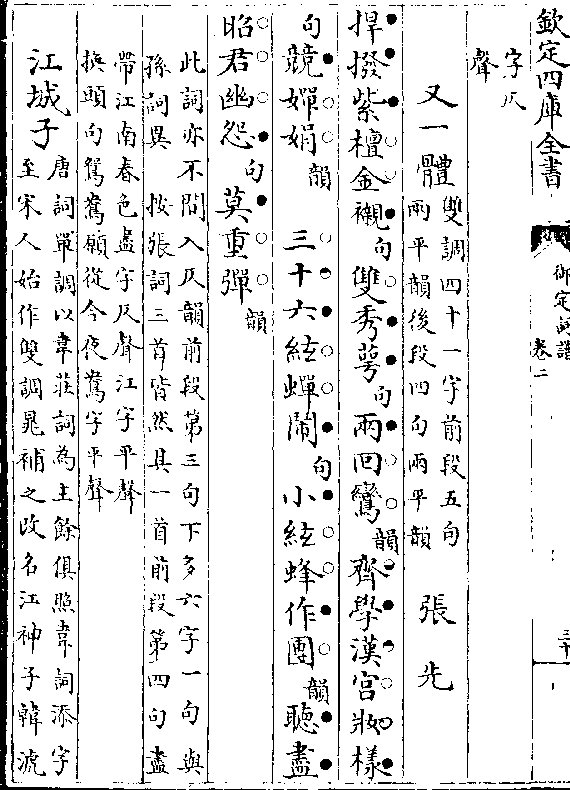 欽定四庫全書
御定詞譜
卷二
三十
字仄
聲
又一體
雙調四十一字前段五句
兩平韻後段四句兩平韻
張先
捍撥紫檀金襯句雙秀蕚句兩回鸞韻齊學漢宮妝樣
句競嬋娟韻 三十六絃蟬鬧句小絃蜂作團韻聽盡
昭君幽怨句莫重彈韻
此詞亦不間入仄韻前段第三句下多六字一句與
孫詞異 按張詞三首皆然其一首前段第四句盡
帶江南春色盡字仄聲江字平聲
換頭句鴛鴦願從今夜鴦字平聲
江城子
唐詞單調以韋莊詞為主餘俱照韋詞添字
至宋人始作雙調晁補之改名江神子韓淲